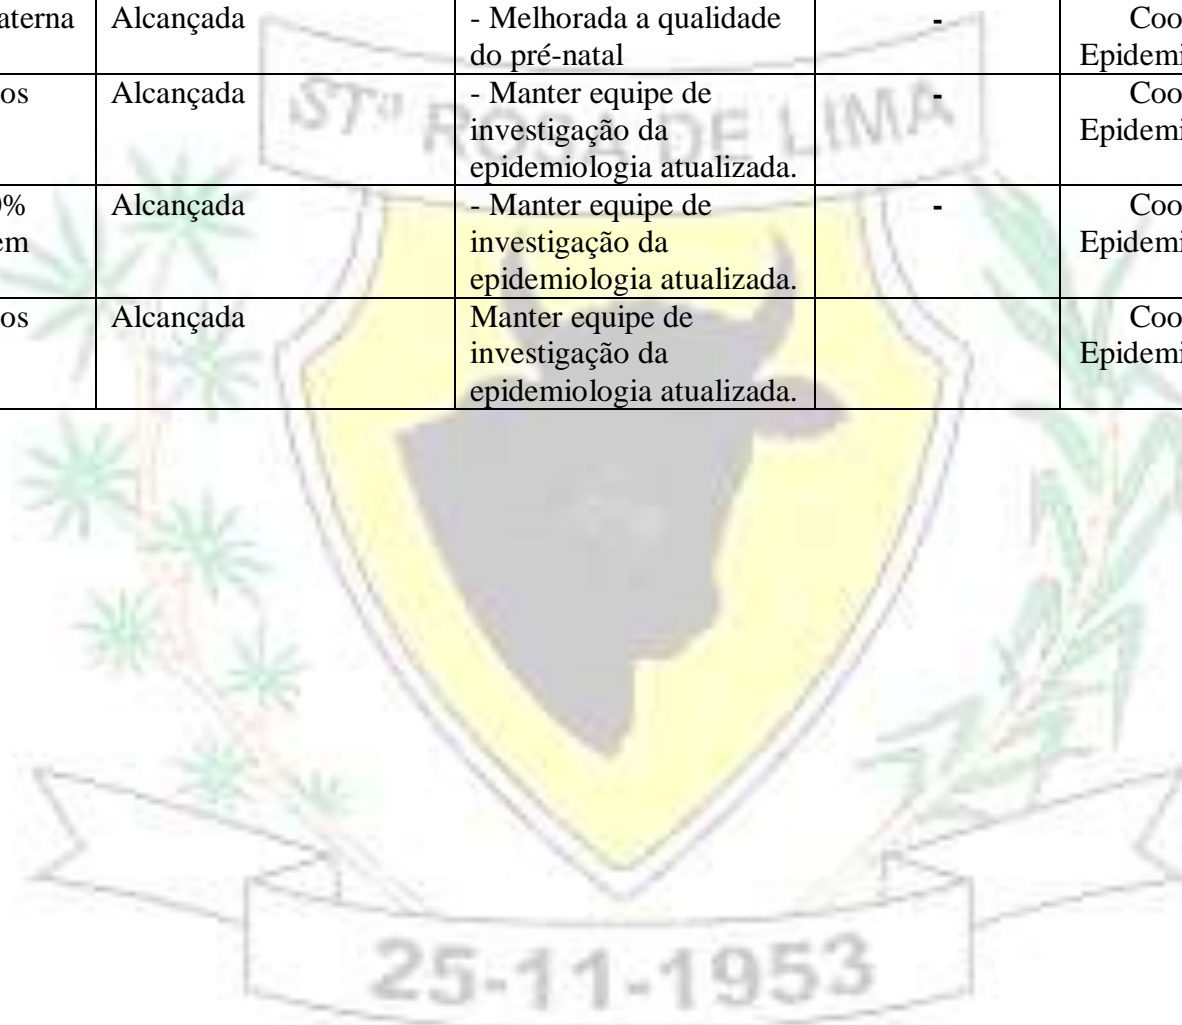 aterna Alcançada - Melhorada a qualidade - Coo
do pré-natal Epidemi
os Alcançada - Manter equipe de - Coo
investigação da Epidemi
epidemiologia atualizada.
% Alcançada - Manter equipe de - Coo
em investigação da Epidemi
epidemiologia atualizada.
os Alcançada Manter equipe de Coo
investigação da Epidemi
epidemiologia atualizada.
STª ROSA DE LIMA
25-11-1953